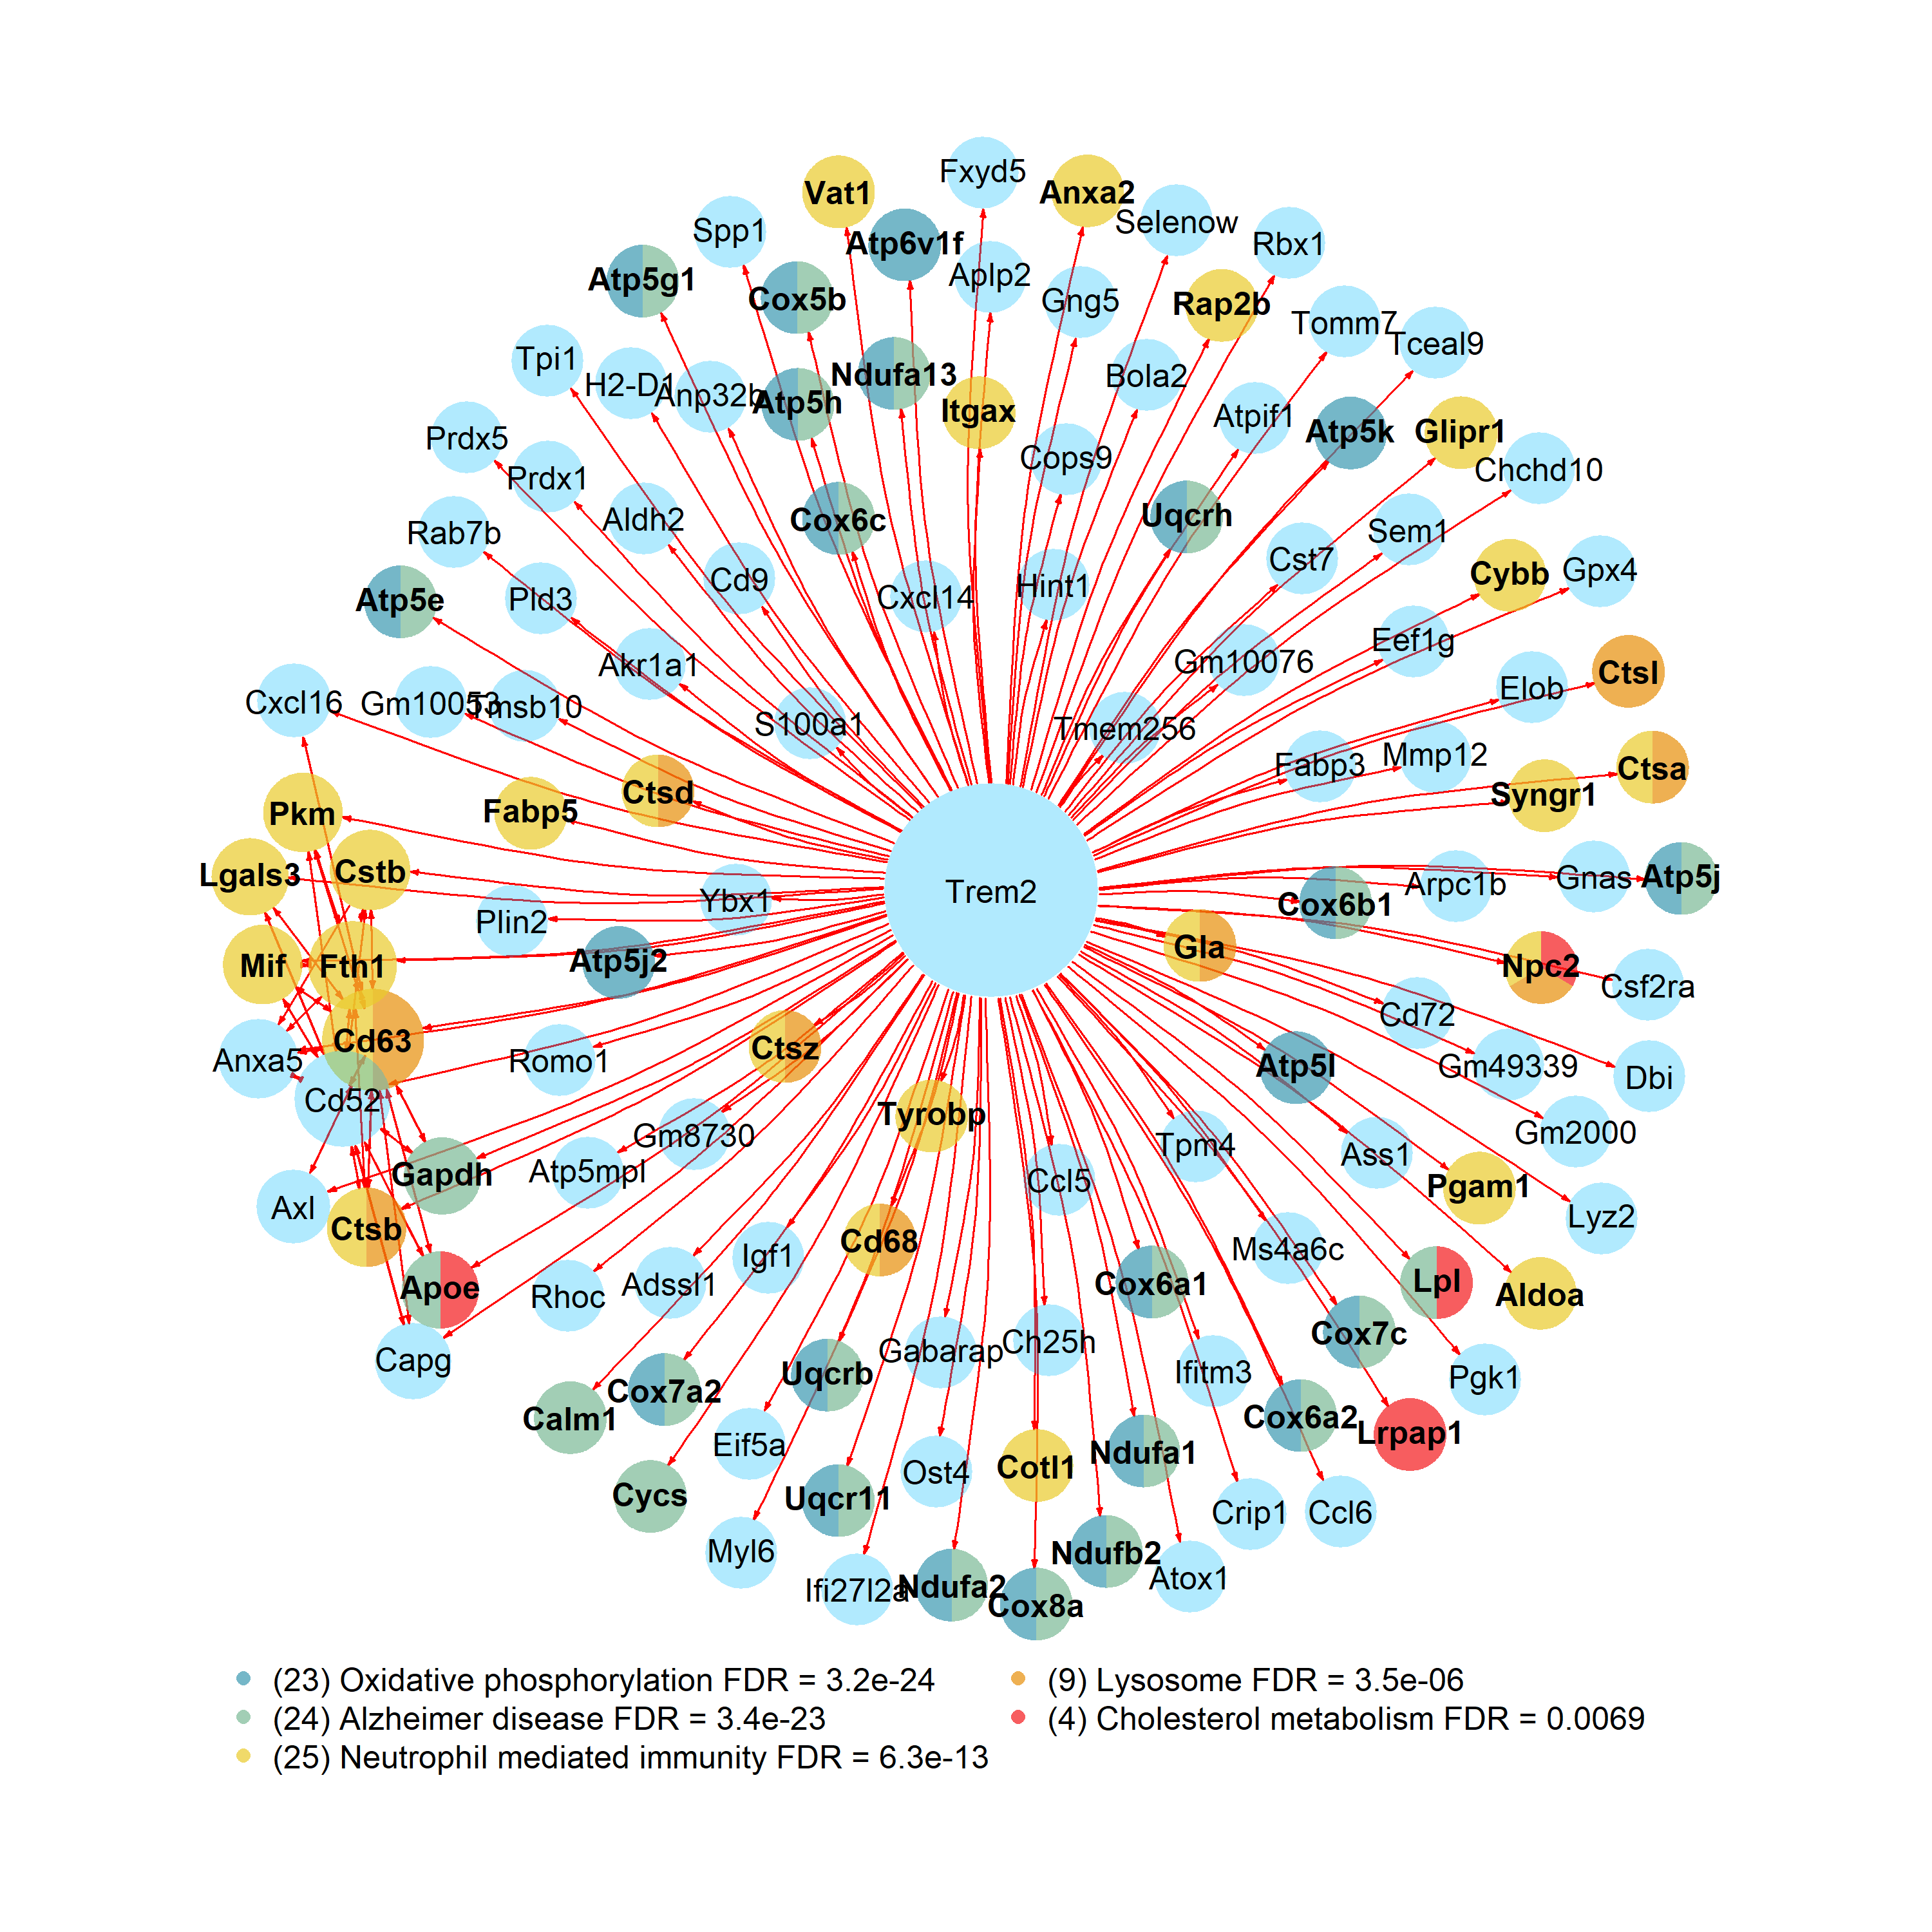 Fxyd5
Vat1
Anxa2
Selenow
Spp1
Atp6v1f
Rbx1
Aplp2
Atp5g1
Cox5b
Gng5
Rap2b
Tomm7
Tceal9
Tpi1
H2-D1
Anp32b
Atp5h
Ndufa13
Itgax
Bola2
Atpif1
Atp5k
Glipr1
Prdx5
Prdx1
Cops9
Chchd10
Rab7b
Aldh2
Cox6c
Uqcrh
Sem1
Atp5e
Pld3
Cd9
Cxcl14
Hint1
Cst7
Cybb
Gpx4
Akr1a1
Gm10076
Eef1g
Ctsl
Cxcl16
Gm10053
Tmsb10
S100a1
Tmem256
Elob
Pkm
Fabp5
Ctsd
Fabp3
Mmp12
Ctsa
Syngr1
Lgals3
Cstb
Plin2
Ybx1
Trem2
Cox6b1
Arpc1b
Gnas
Atp5j
Mif
Fth1
Atp5j2
Gla
Npc2
Csf2ra
Anxa5
Cd63
Cd52
Romo1
Ctsz
Cd72
Atp5l
Gm49339
Dbi
Tyrobp
Gm8730
Atp5mpl
Gapdh
Ccl5
Tpm4
Ass1
Gm2000
Axl
Ctsb
Pgam1
Lyz2
Apoe
Rhoc
Adssl1
Igf1
Cd68
Cox6a1
Ms4a6c
Lpl
Aldoa
Capg
Cox7a2
Uqcrb
Gabarap
Ch25h
Ifitm3
Cox7c
Pgk1
Calm1
Eif5a
Cox6a2
Lrpap1
Cycs
Uqcr11
Ost4
Cotl1
Ndufa1
Crip1
Ccl6
Myl6
Ifi27l2a
Ndufa2
Cox8a
Ndufb2
Atox1
(23) Oxidative phosphorylation FDR = 3.2e-24
(24) Alzheimer disease FDR = 3.4e-23
(25) Neutrophil mediated immunity FDR = 6.3e-13
(9) Lysosome FDR = 3.5e-06
(4) Cholesterol metabolism FDR = 0.0069